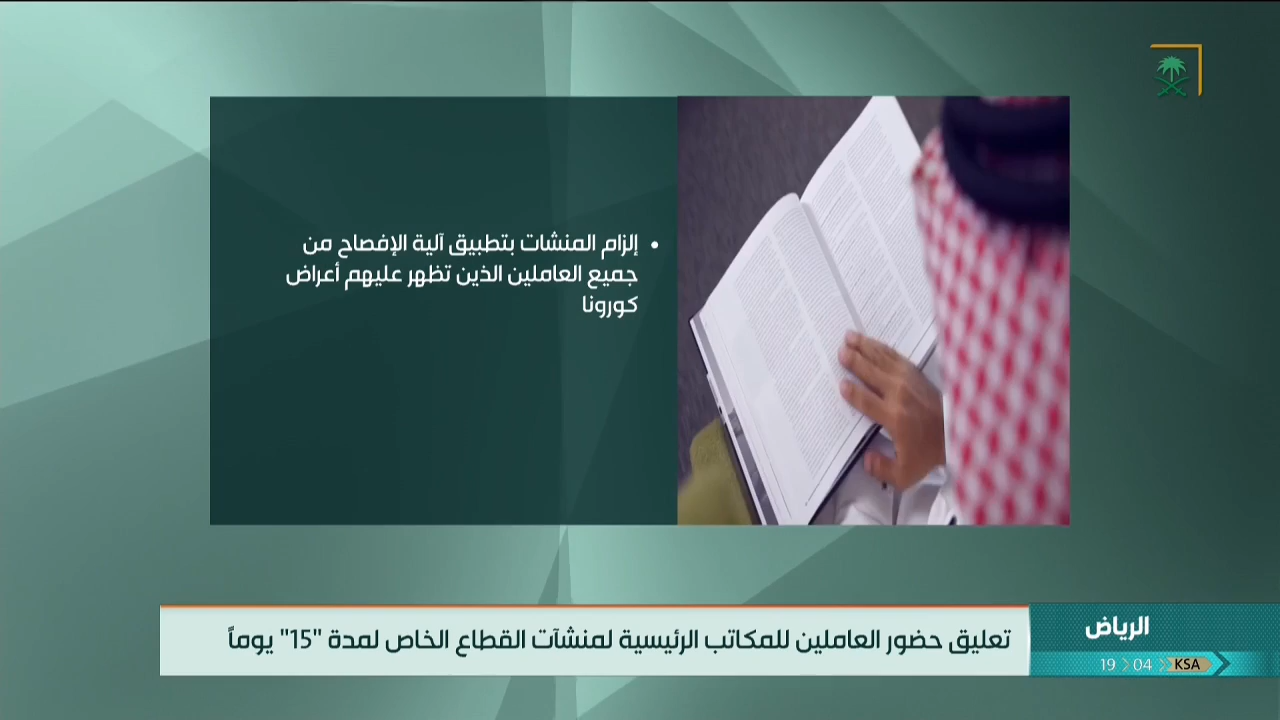 • إلزام المنشات بتطبيق آلية الإفصاح من
جميع العاملين الذين تظهر عليهم أعراض
كورونا
الرياض
تعليق حضور العاملين للمكاتب الرئيسية لمنشآت القطاع الخاص لمدة "15" يوماً
19 04 KSA